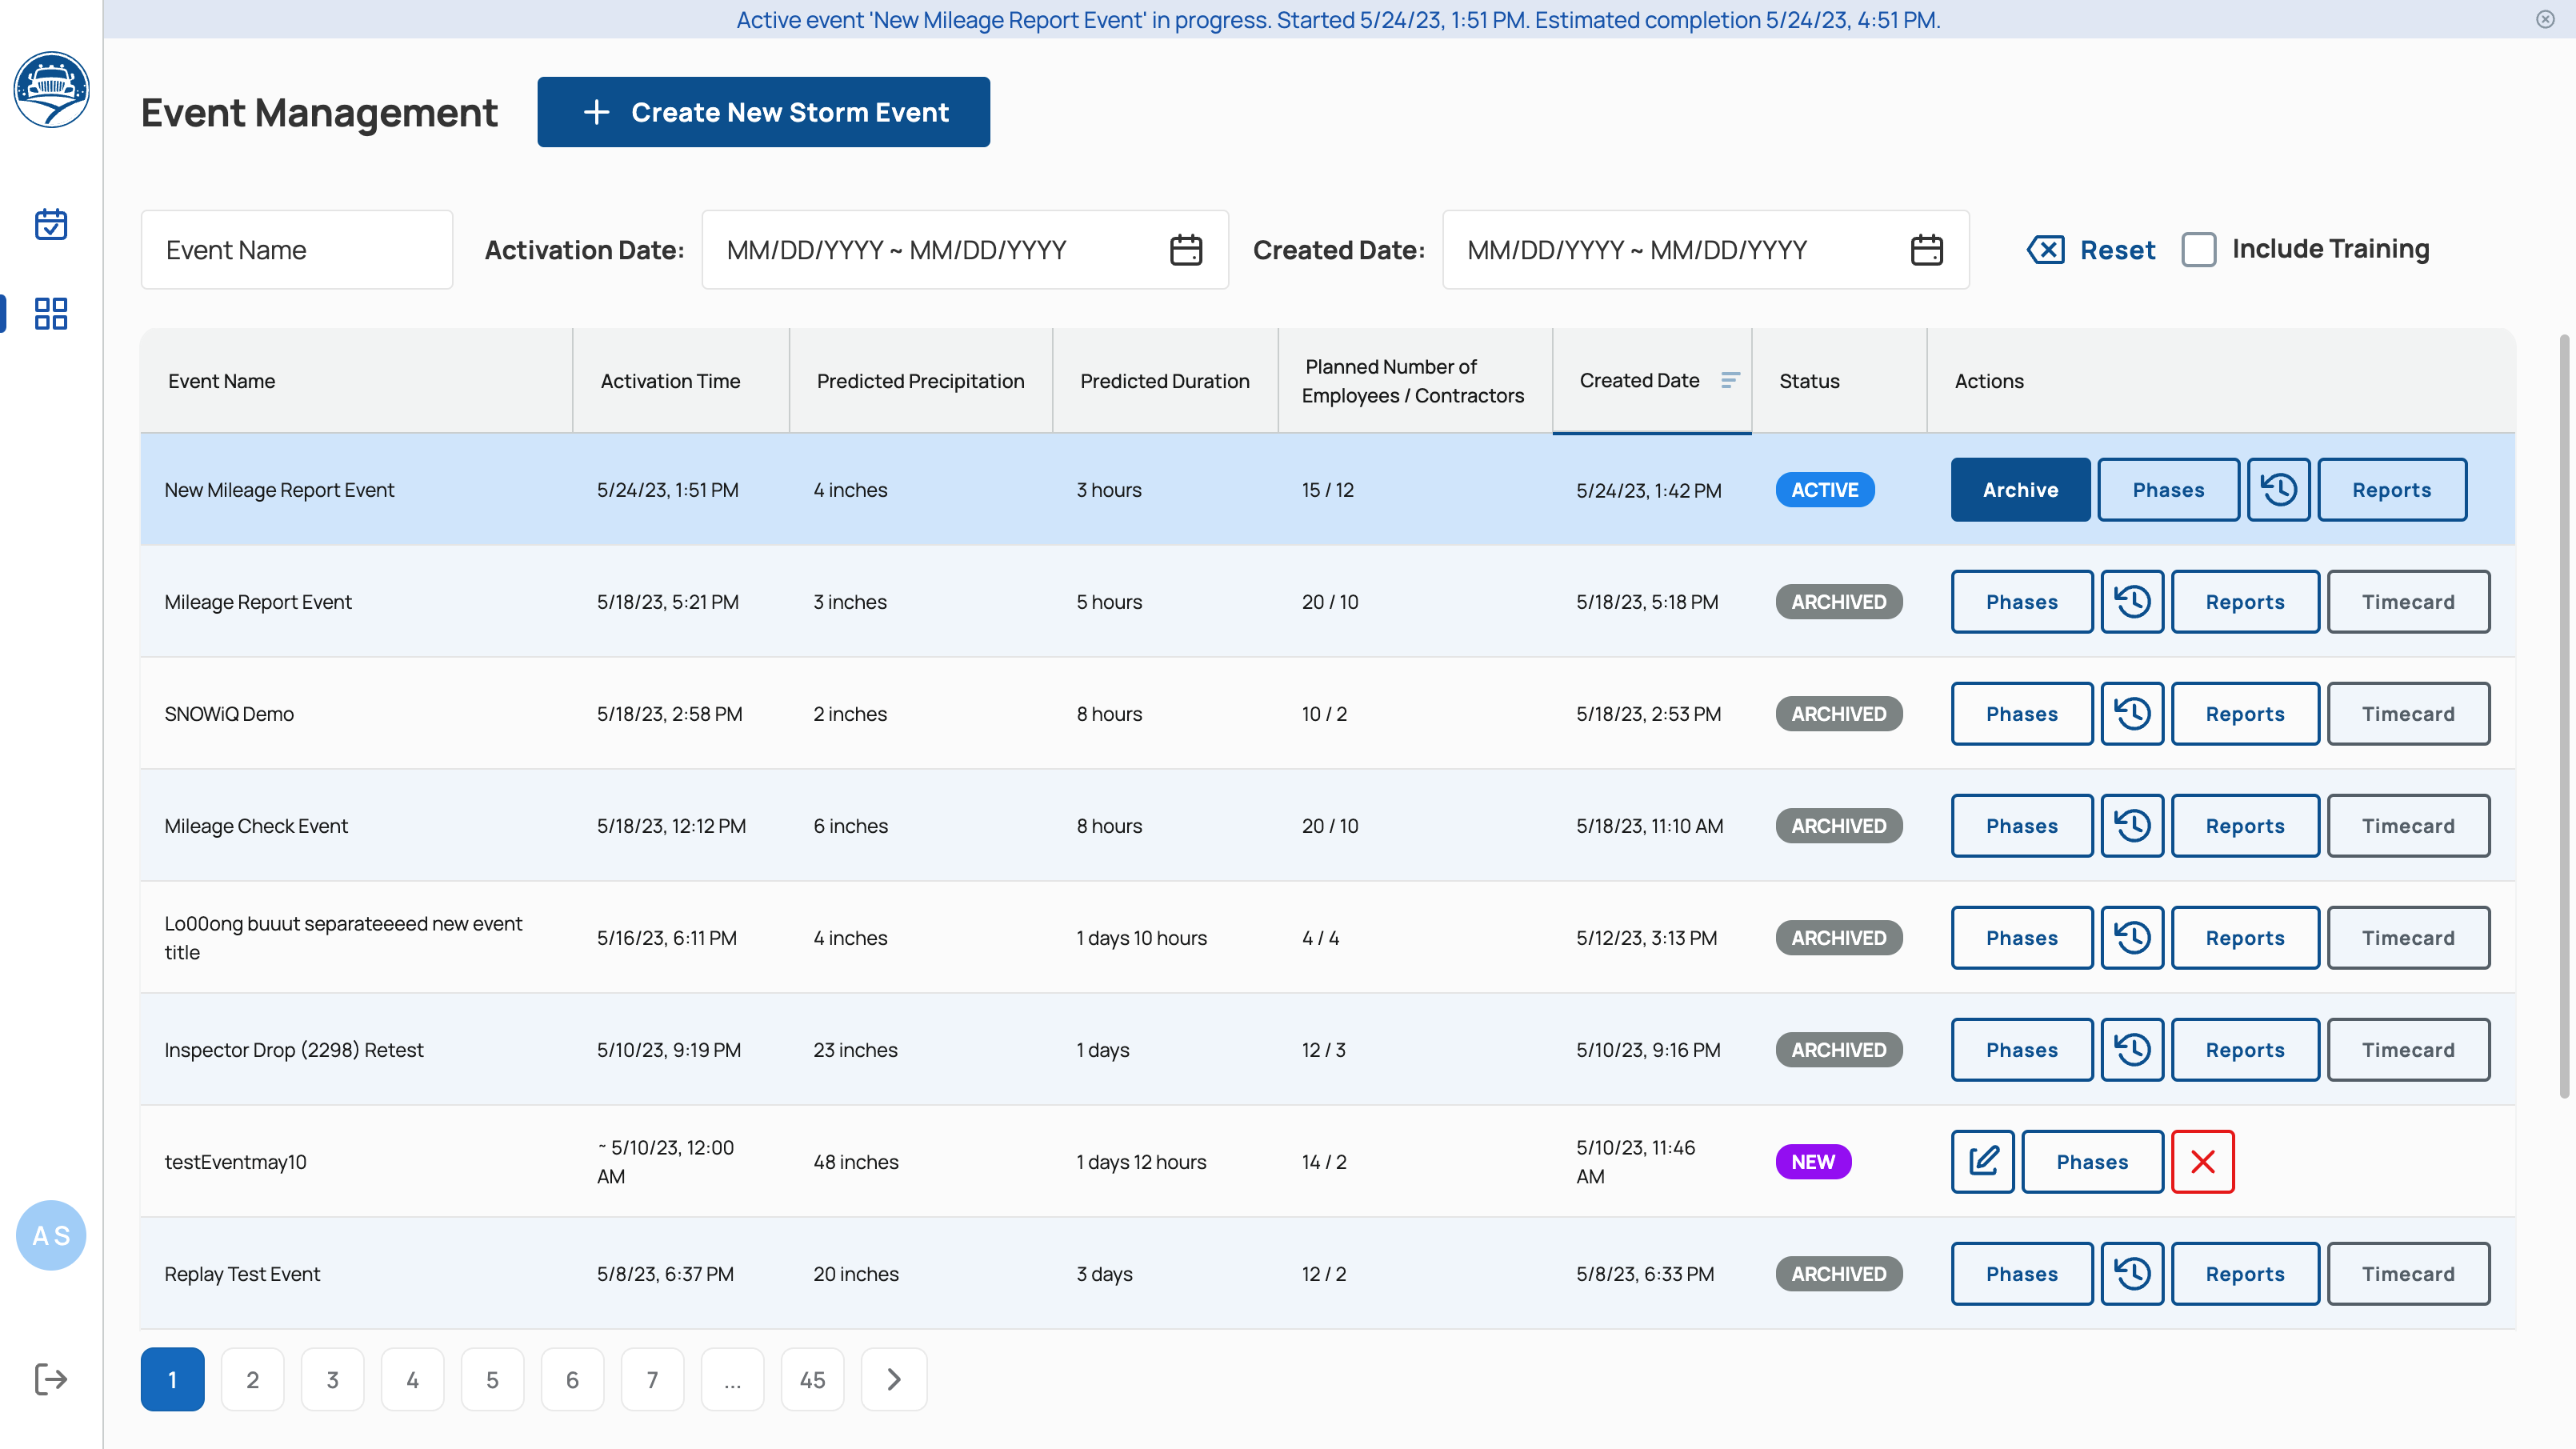 Active event 'New Mileage Report Event' in progress. Started 5/24/23, 1:51 PM. Estimated completion 5/24/23, 4:51 PM.
Event Management
Create New Storm Event
Event Name
Activation Date:
MM/DD/YYYY ~ MM/DD/YYYY
Created Date:
MM/DD/YYYY ~ MM/DD/YYYY
Reset
Include Training
Event Name
Activation Time
Predicted Precipitation
Predicted Duration
Planned Number of
Employees / Contractors
Created Date
Status
Actions
New Mileage Report Event
5/24/23, 1:51 PM
4 inches
3 hours
15 / 12
5/24/23, 1:42 PM
ACTIVE
Archive
Phases
Reports
Mileage Report Event
5/18/23, 5:21 PM
3 inches
5 hours
20 / 10
5/18/23, 5:18 PM
ARCHIVED
Phases
Reports
Timecard
SNOWiQ Demo
5/18/23, 2:58 PM
2 inches
8 hours
10 / 2
5/18/23, 2:53 PM
ARCHIVED
Phases
Reports
Timecard
Mileage Check Event
5/18/23, 12:12 PM
6 inches
8 hours
20 / 10
5/18/23, 11:10 AM
ARCHIVED
Phases
Reports
Timecard
Lo00ong buuut separateeeed new event
title
5/16/23, 6:11 PM
4 inches
1 days 10 hours
4 / 4
5/12/23, 3:13 PM
ARCHIVED
Phases
Reports
Timecard
Inspector Drop (2298) Retest
5/10/23, 9:19 PM
23 inches
1 days
12 / 3
5/10/23, 9:16 PM
ARCHIVED
Phases
Reports
Timecard
testEventmay10
~ 5/10/23, 12:00
AM
48 inches
1 days 12 hours
14 / 2
5/10/23, 11:46
AM
NEW
Phases
Replay Test Event
5/8/23, 6:37 PM
20 inches
3 days
12 / 2
5/8/23, 6:33 PM
ARCHIVED
Phases
Reports
Timecard
A S
1 2 3 4 5 6 7 ... 45